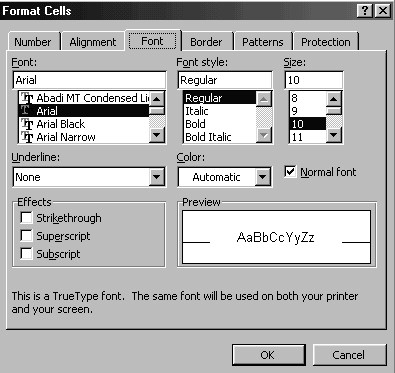 Format Cells
Number Alignment Font Border Patterns Protection
Font: Font style: Size:
Arial Regular 10
Abadi MT Condensed Lig Regular 8
Arial Italic 9
Arial Black Bold 10
Arial Narrow Bold Italic 11
Underline: Color:
None Automatic Normal font
Effects Preview
Strikethrough
Superscript AaBbCcYyZz
Subscript
This is a TrueType font. The same font will be used on both your printer
and your screen.
OK Cancel